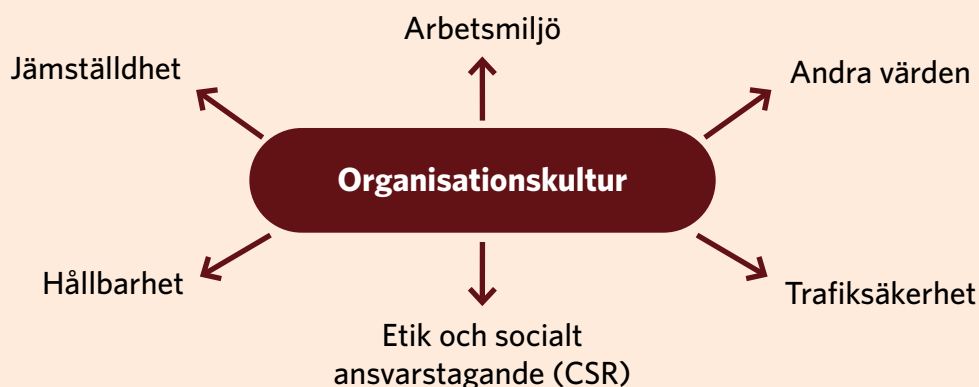 Arbetsmiljö
Jämställdhet
Andra värden
Organisationskultur
Hållbarhet
Trafiksäkerhet
Etik och socialt
ansvarstagande (CSR)